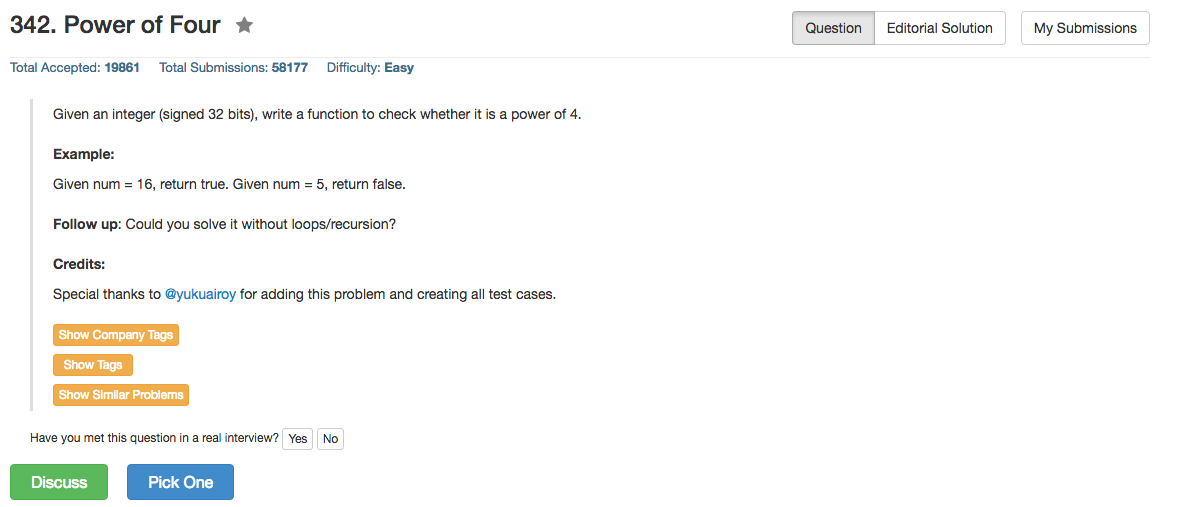 342. Power of Four
Question Editorial Solution My Submissions
Total Accepted: 19861 Total Submissions: 58177 Difficulty: Easy
Given an integer (signed 32 bits), write a function to check whether it is a power of 4.
Example:
Given num = 16, return true. Given num = 5, return false.
Follow up: Could you solve it without loops/recursion?
Credits:
Special thanks to @yukuairoy for adding this problem and creating all test cases.
Show Company Tags
Show Tags
Show Similar Problems
Have you met this question in a real interview? Yes No
Discuss Pick One